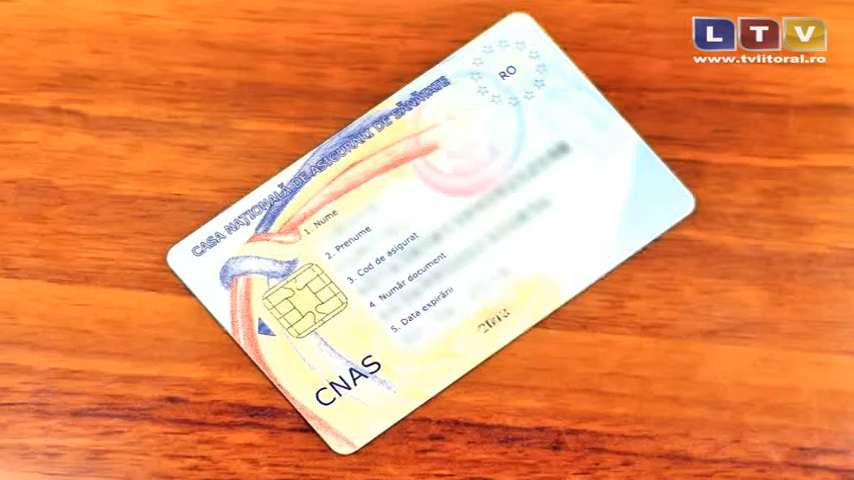 LTV
www.tvlitoral.ro
RO
CASA NAŢIONALĂ DE ASIGURĂRI DE SĂNĂTATE
1. Nume
2. Prenume
3. Cod de asigurat
4 Număr document
5. Data expirării
CNAS